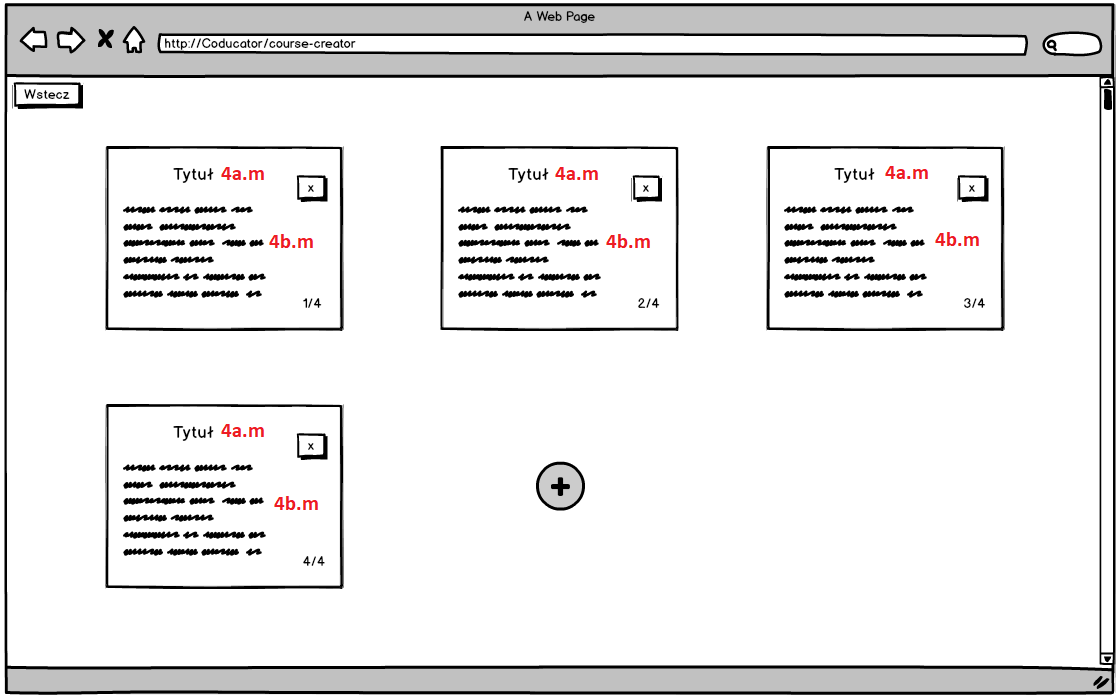 A Web Page
http://Coducator/course-creator
Wstecz
Tytuł 4a.m
x
4b.m
1/4
Tytuł 4a.m
x
4b.m
2/4
Tytuł 4a.m
x
4b.m
3/4
Tytuł 4a.m
x
4b.m
4/4